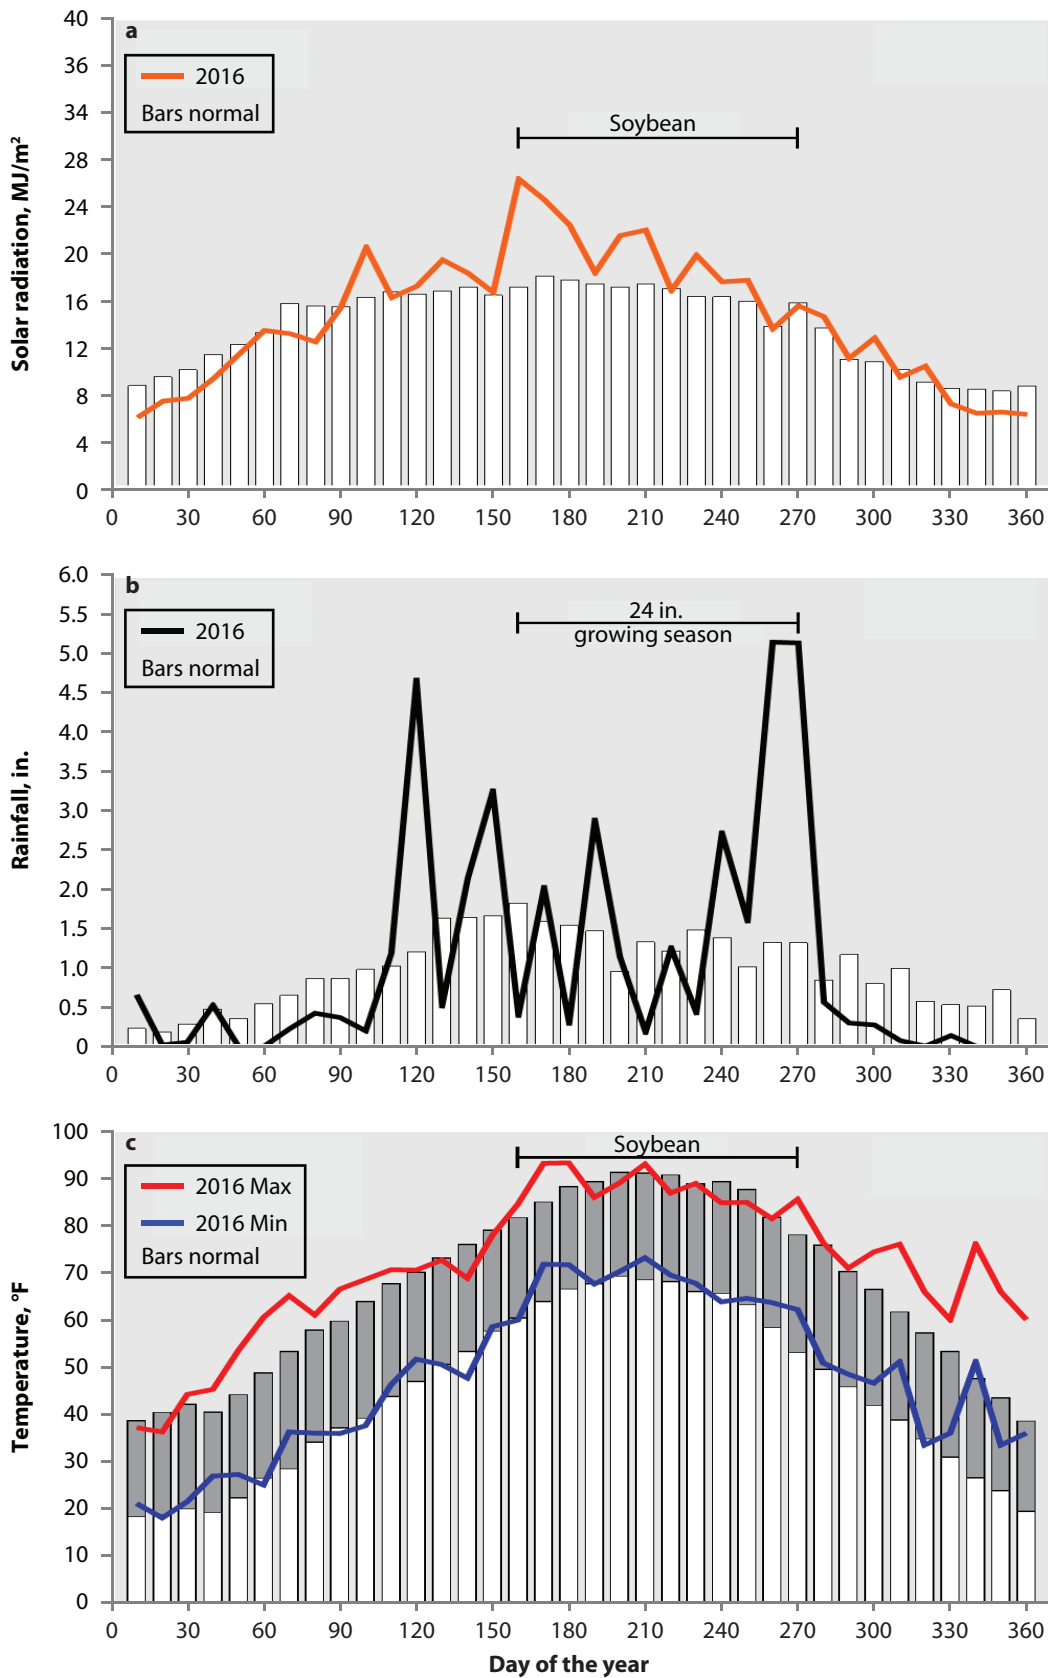 a
2016
Bars normal
Soybean
Solar radiation, MJ/m²
40
36
34
28
24
20
16
12
8
4
0
0 30 60 90 120 150 180 210 240 270 300 330 360
b
2016
Bars normal
24 in.
growing season
Rainfall, in.
6.0
5.5
5.0
4.5
4.0
3.5
3.0
2.5
2.0
1.5
1.0
0.5
0
0 30 60 90 120 150 180 210 240 270 300 330 360
c
2016 Max
2016 Min
Bars normal
Soybean
Temperature, °F
100
90
80
70
60
50
40
30
20
10
0
0 30 60 90 120 150 180 210 240 270 300 330 360
Day of the year